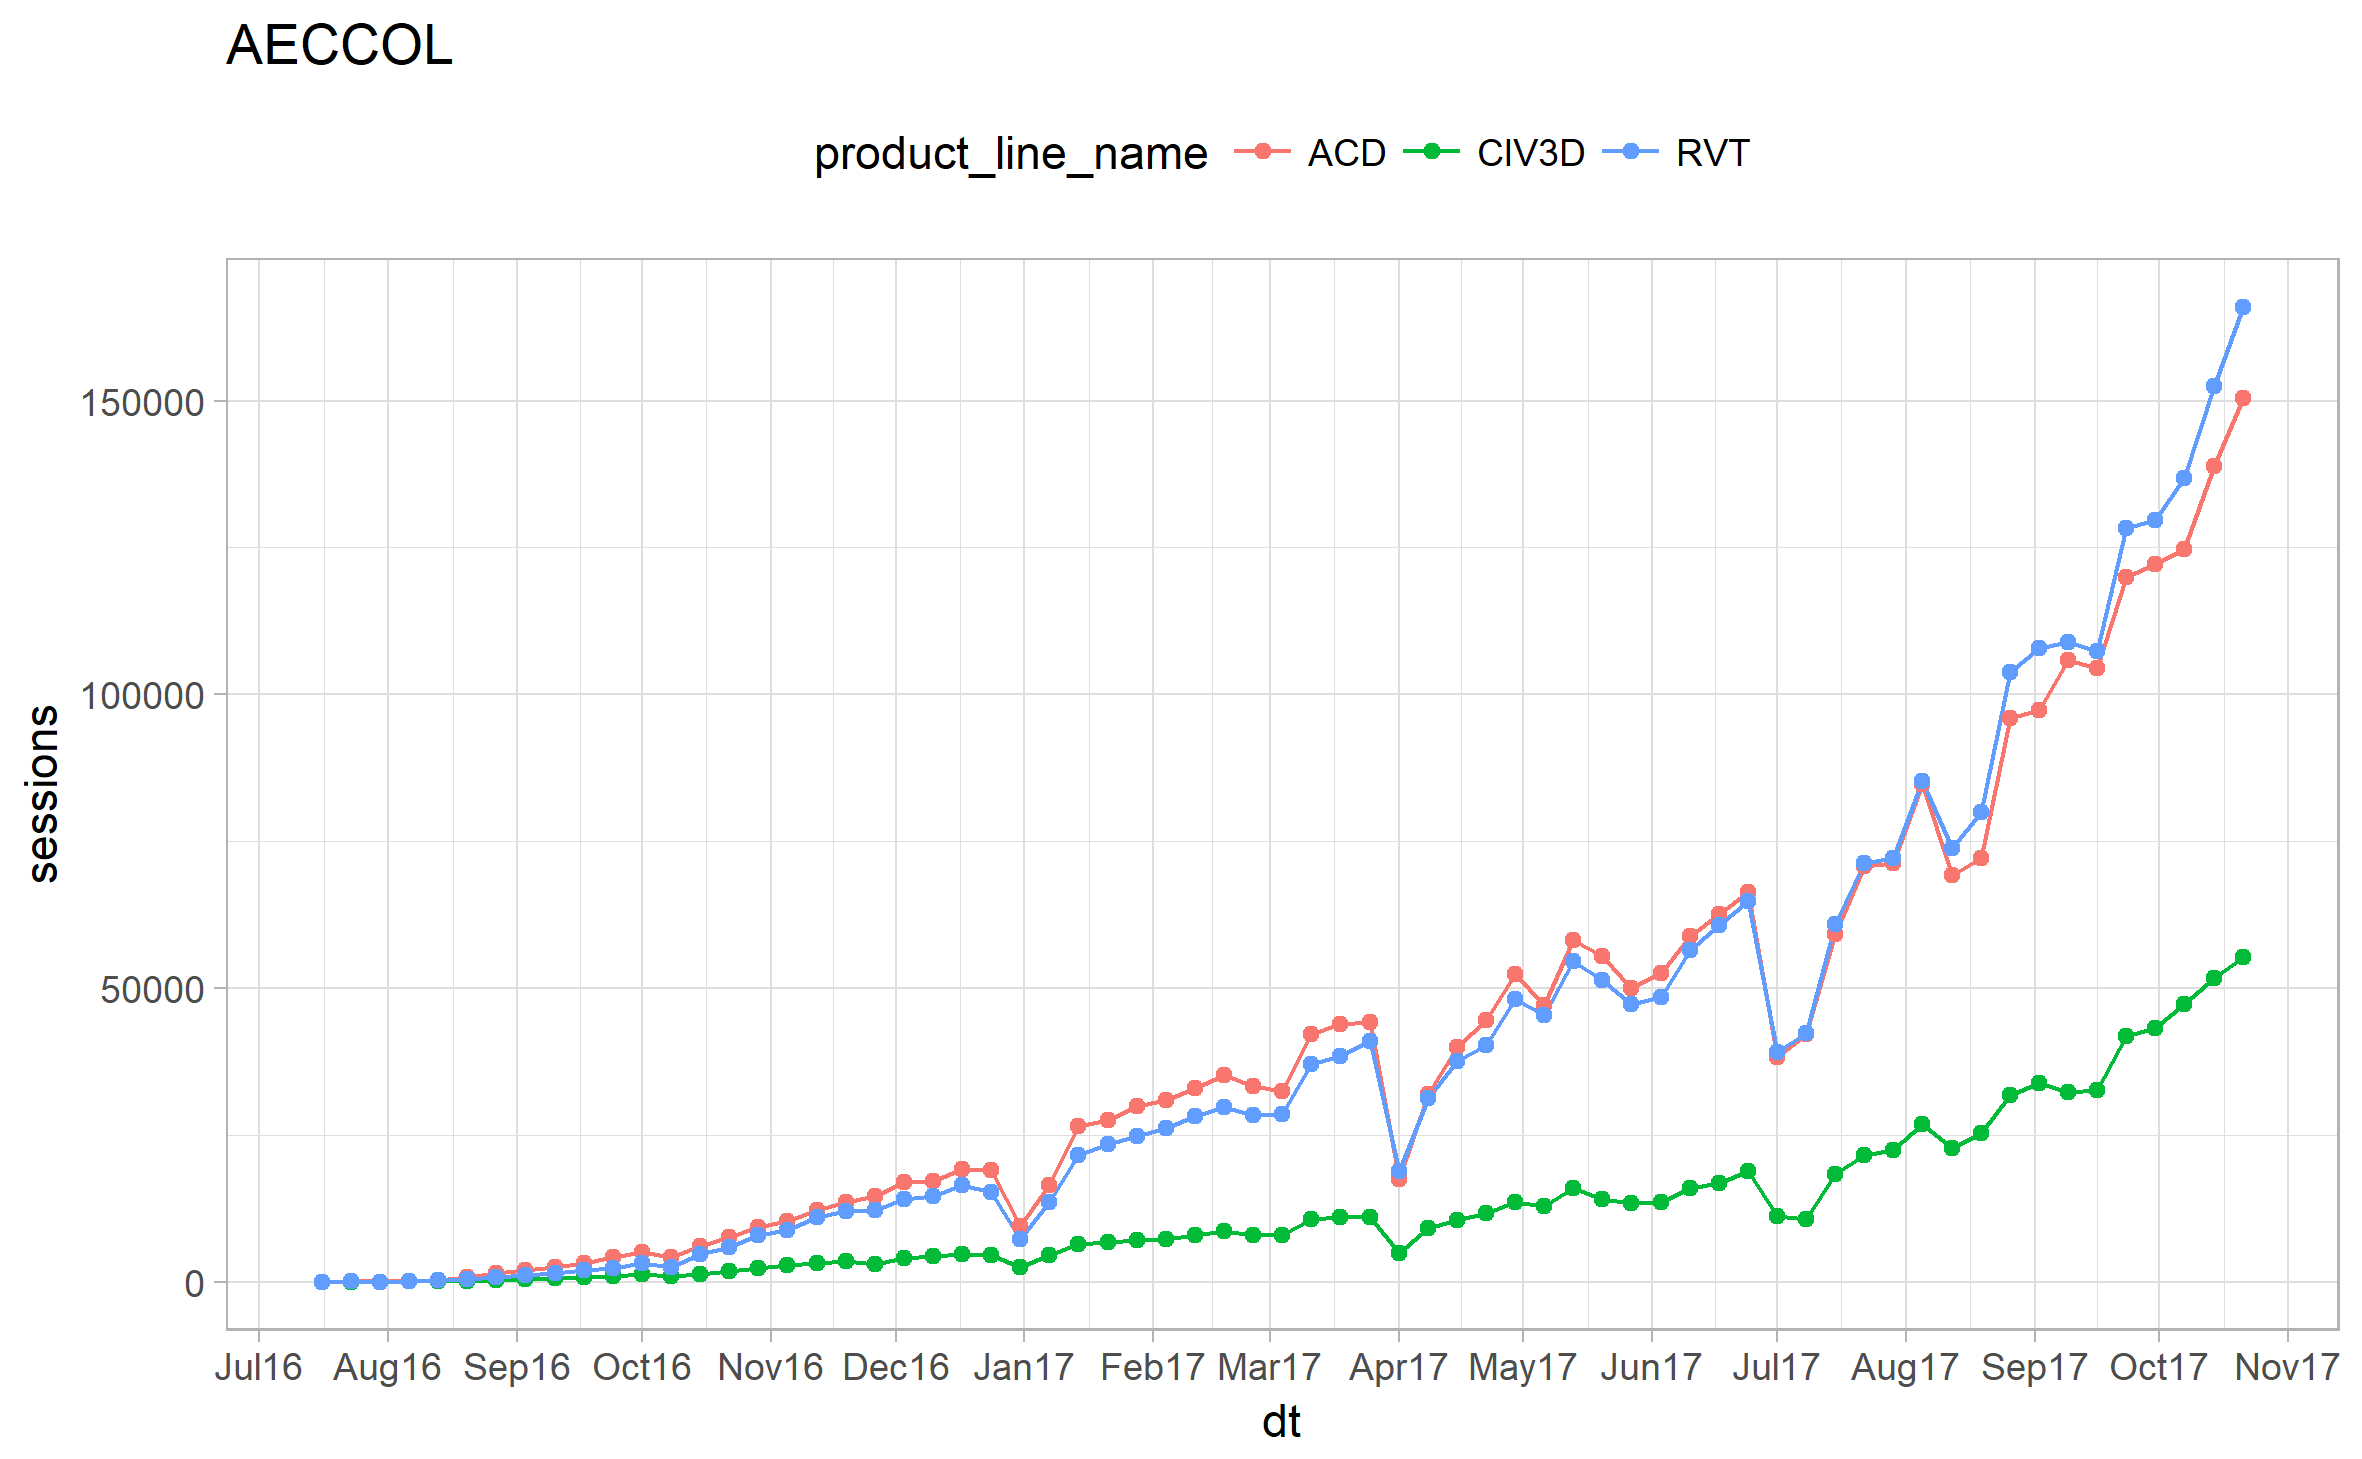 AECCOL
product_line_name ACD CIV3D RVT
150000
100000
50000
0
sessions
Jul16 Aug16 Sep16 Oct16 Nov16 Dec16 Jan17 Feb17 Mar17 Apr17 May17 Jun17 Jul17 Aug17 Sep17 Oct17 Nov17
dt